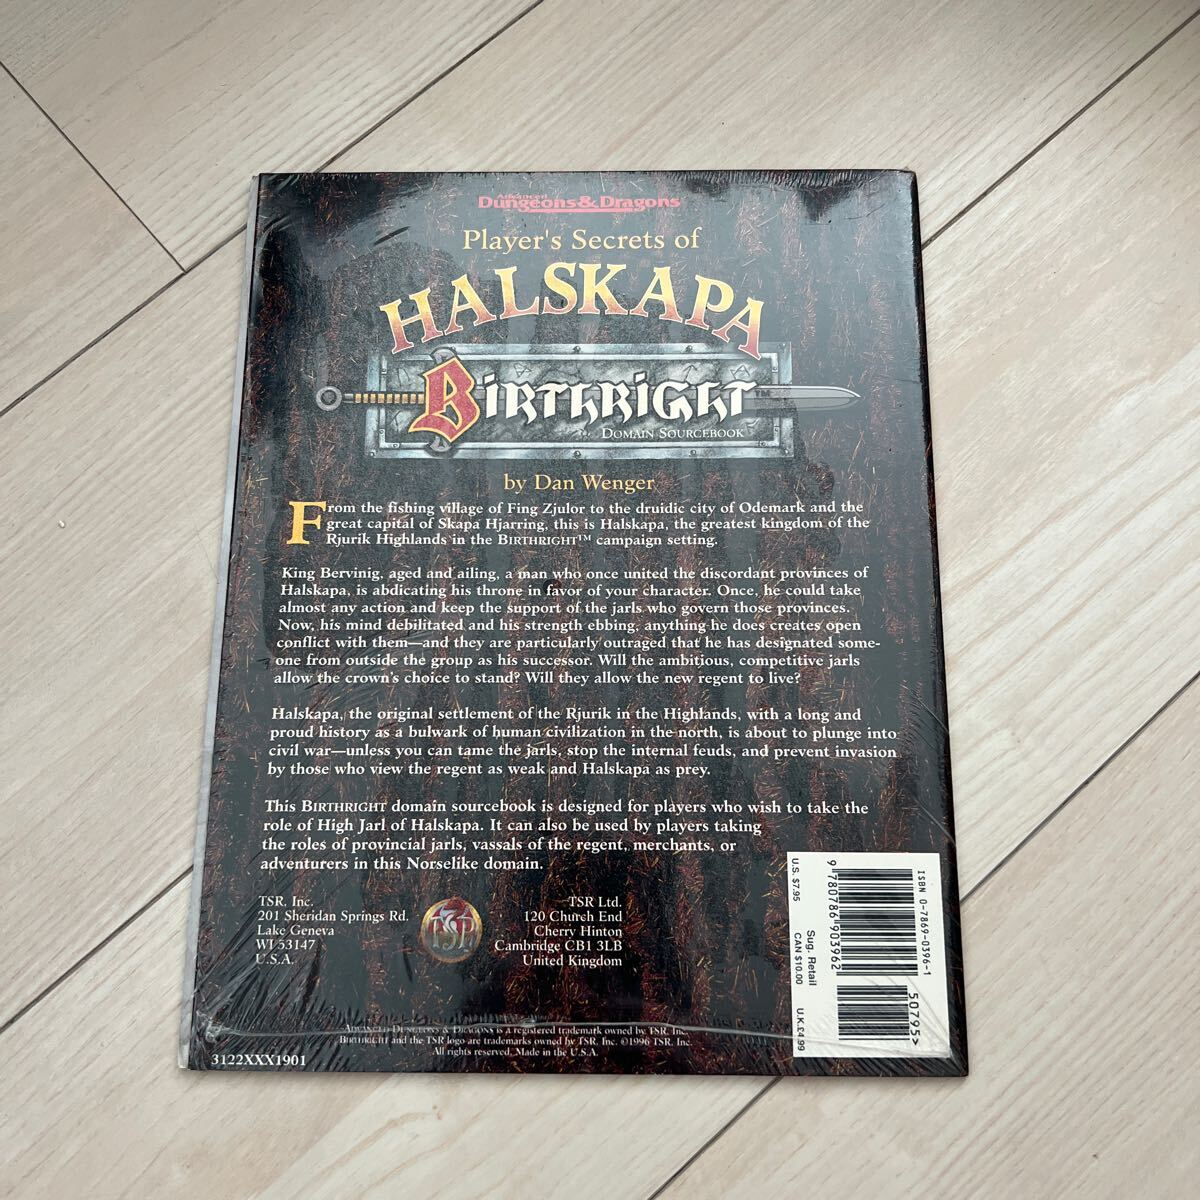 Advanced
Dungeons & Dragons
Player's Secrets of
HALSKAPA
BIRTHRIGHT™
DOMAIN SOURCEBOOK
by Dan Wenger
From the fishing village of Fing Zjulor to the druidic city of Odemark and the
great capital of Skapa Hjarring, this is Halskapa, the greatest kingdom of the
Rjurik Highlands in the BIRTHRIGHT™ campaign setting.
King Bervinig, aged and ailing, a man who once united the discordant provinces of
Halskapa, is abdicating his throne in favor of your character. Once, he could take
almost any action and keep the support of the jarls who govern those provinces.
Now, his mind debilitated and his strength ebbing, anything he does creates open
conflict with them—and they are particularly outraged that he has designated some-
one from outside the group as his successor. Will the ambitious, competitive jarls
allow the crown's choice to stand? Will they allow the new regent to live?
Halskapa, the original settlement of the Rjurik in the Highlands, with a long and
proud history as a bulwark of human civilization in the north, is about to plunge into
civil war—unless you can tame the jarls, stop the internal feuds, and prevent invasion
by those who view the regent as weak and Halskapa as prey.
This BIRTHRIGHT domain sourcebook is designed for players who wish to take the
role of High Jarl of Halskapa. It can also be used by players taking
the roles of provincial jarls, vassals of the regent, merchants, or
adventurers in this Norselike domain.
TSR, Inc.
201 Sheridan Springs Rd.
Lake Geneva
WI 53147
U.S.A.
TSR
TSR Ltd.
120 Church End
Cherry Hinton
Cambridge CB1 3LB
United Kingdom
ISBN 0-7869-0396-1
9 780786 903962
50795>
Sug. Retail
U.S. $7.95
CAN $10.00
U.K.£4.99
ADVANCED DUNGEONS & DRAGONS is a registered trademark owned by TSR, Inc.
BIRTHRIGHT and the TSR logo are trademarks owned by TSR, Inc. ©1996 TSR, Inc.
All rights reserved. Made in the U.S.A.
3122XXX1901